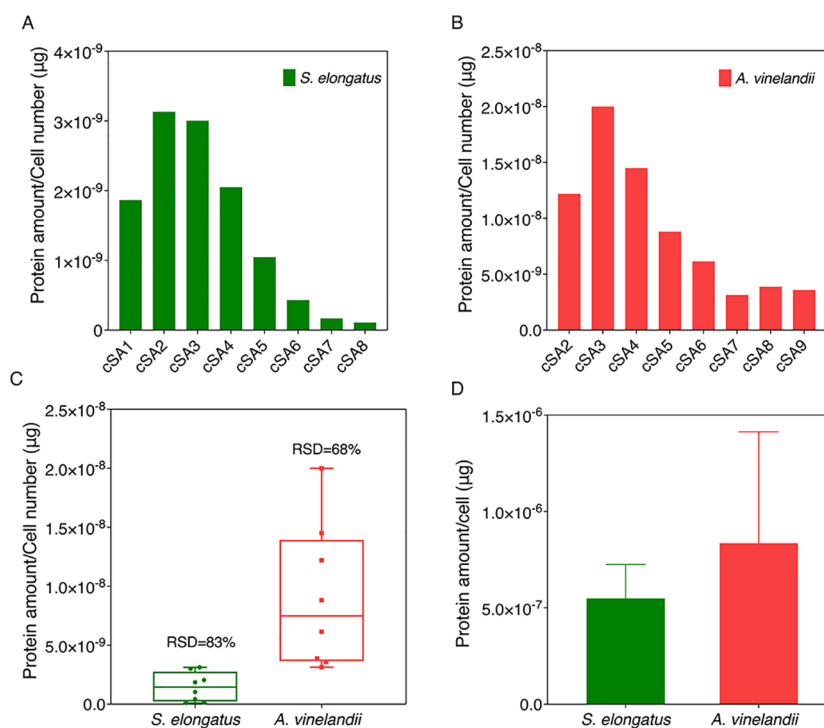 A
Protein amount/Cell number (µg)
4×10⁻⁹
3×10⁻⁹
2×10⁻⁹
1×10⁻⁹
0
S. elongatus
cSA1 cSA2 cSA3 cSA4 cSA5 cSA6 cSA7 cSA8
B
Protein amount/Cell number (µg)
2.5×10⁻⁸
2.0×10⁻⁸
1.5×10⁻⁸
1.0×10⁻⁸
5.0×10⁻⁹
0.0
A. vinelandii
cSA2 cSA3 cSA4 cSA5 cSA6 cSA7 cSA8 cSA9
C
Protein amount/Cell number (µg)
2.5×10⁻⁸
2.0×10⁻⁸
1.5×10⁻⁸
1.0×10⁻⁸
5.0×10⁻⁹
0.0
RSD=83%
RSD=68%
S. elongatus A. vinelandii
D
Protein amount/cell (µg)
1.5×10⁻⁶
1.0×10⁻⁶
5.0×10⁻⁷
0.0
S. elongatus A. vinelandii